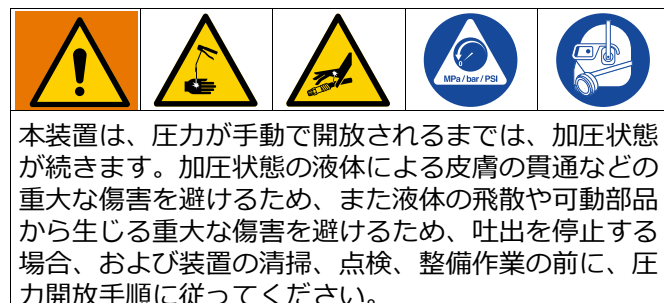 MPa/bar/PSI
本装置は、圧力が手動で開放されるまでは、加圧状態
が続きます。加圧状態の液体による皮膚の貫通などの
重大な傷害を避けるため、また液体の飛散や可動部品
から生じる重大な傷害を避けるため、吐出を停止する
場合、および装置の清掃、点検、整備作業の前に、圧
力開放手順に従ってください。